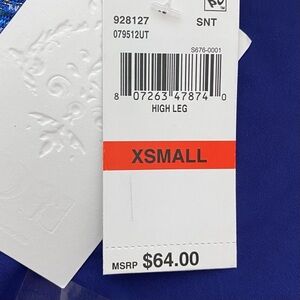 928127 SNT
079512UT
S676-0001
8 07263 47874 0
HIGH LEG
XSMALL
MSRP $64.00